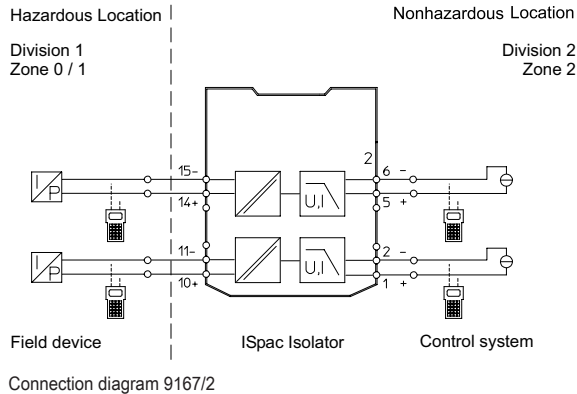 Hazardous Location
Nonhazardous Location
Division 1
Zone 0 / 1
Division 2
Zone 2
2
15-
6 -
I
P
14+
U,I
5 +
11-
2 -
I
P
10+
U,I
1 +
Field device
ISpac Isolator
Control system
Connection diagram 9167/2